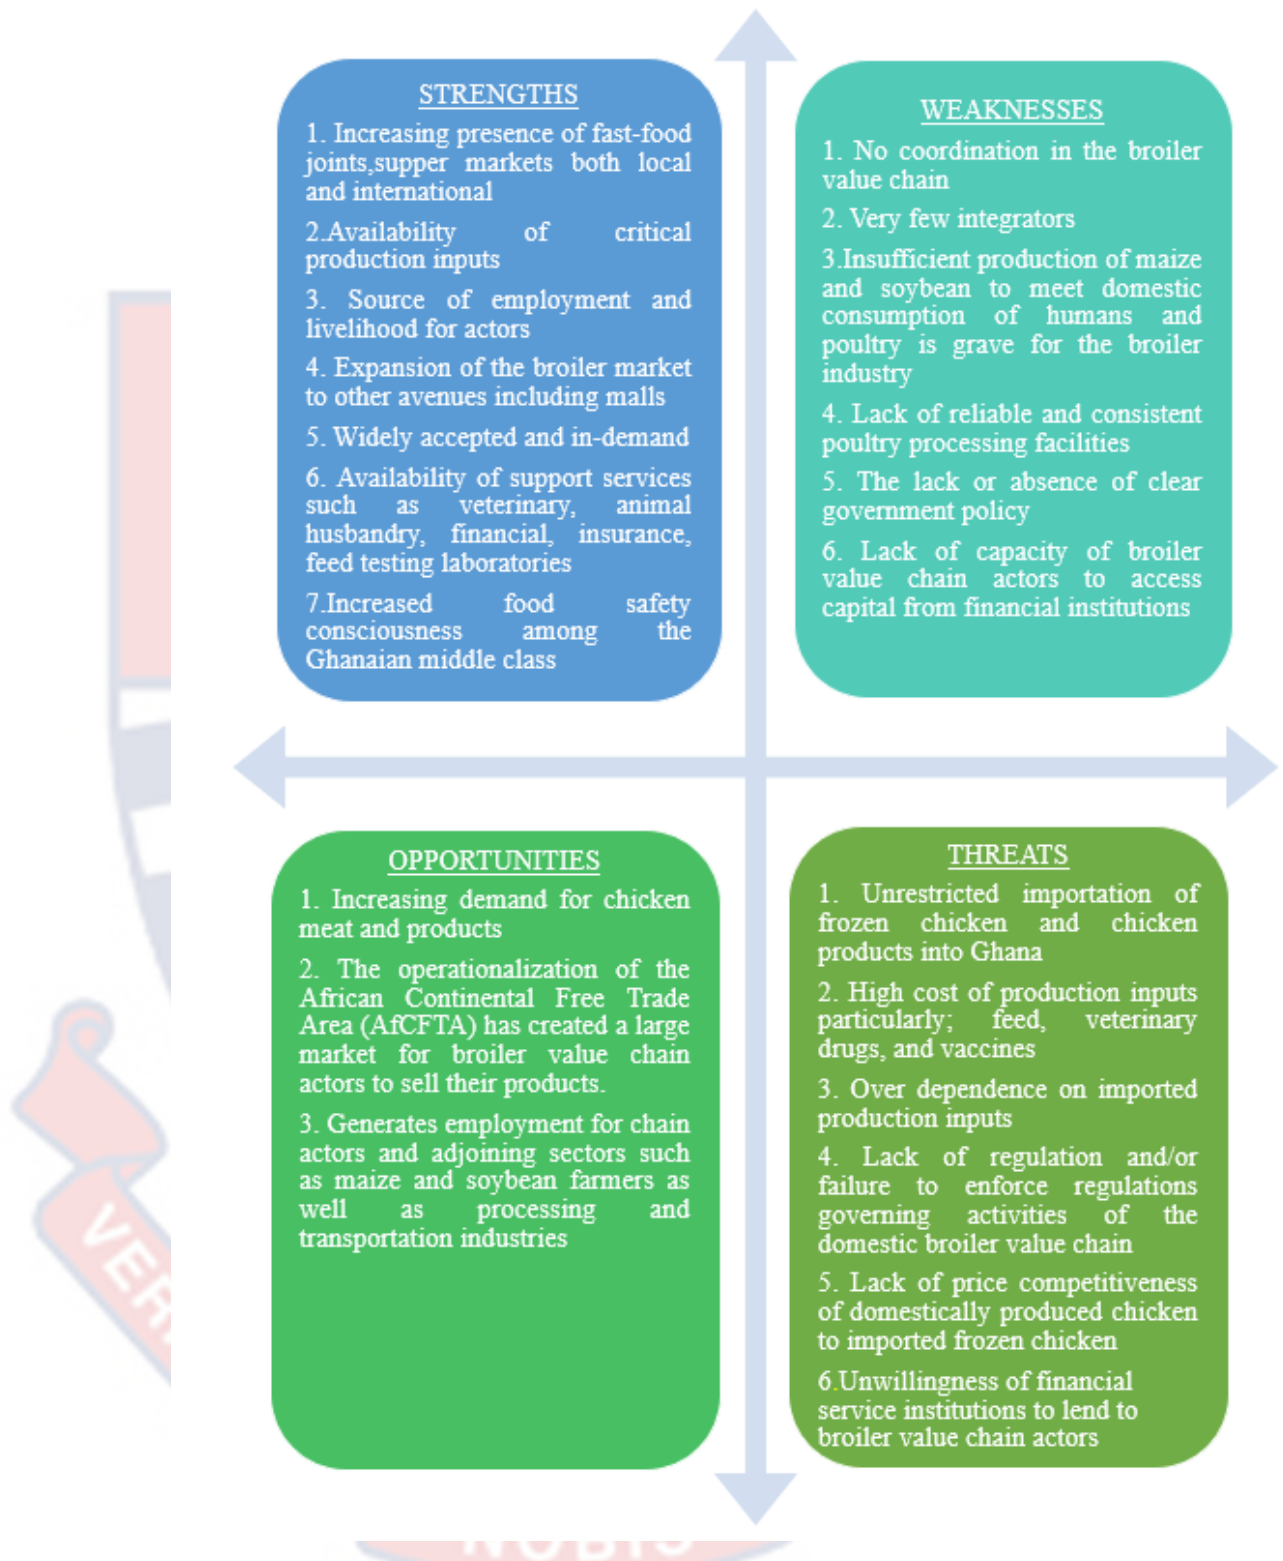 STRENGTHS
1. Increasing presence of fast-food
joints,supper markets both local
and international
2.Availability of critical
production inputs
3. Source of employment and
livelihood for actors
4. Expansion of the broiler market
to other avenues including malls
5. Widely accepted and in-demand
6. Availability of support services
such as veterinary, animal
husbandry, financial, insurance,
feed testing laboratories
7.Increased food safety
consciousness among the
Ghanaian middle class
WEAKNESSES
1. No coordination in the broiler
value chain
2. Very few integrators
3.Insufficient production of maize
and soybean to meet domestic
consumption of humans and
poultry is grave for the broiler
industry
4. Lack of reliable and consistent
poultry processing facilities
5. The lack or absence of clear
government policy
6. Lack of capacity of broiler
value chain actors to access
capital from financial institutions
OPPORTUNITIES
1. Increasing demand for chicken
meat and products
2. The operationalization of the
African Continental Free Trade
Area (AfCFTA) has created a large
market for broiler value chain
actors to sell their products.
3. Generates employment for chain
actors and adjoining sectors such
as maize and soybean farmers as
well as processing and
transportation industries
THREATS
1. Unrestricted importation of
frozen chicken and chicken
products into Ghana
2. High cost of production inputs
particularly; feed, veterinary
drugs, and vaccines
3. Over dependence on imported
production inputs
4. Lack of regulation and/or
failure to enforce regulations
governing activities of the
domestic broiler value chain
5. Lack of price competitiveness
of domestically produced chicken
to imported frozen chicken
6.Unwillingness of financial
service institutions to lend to
broiler value chain actors